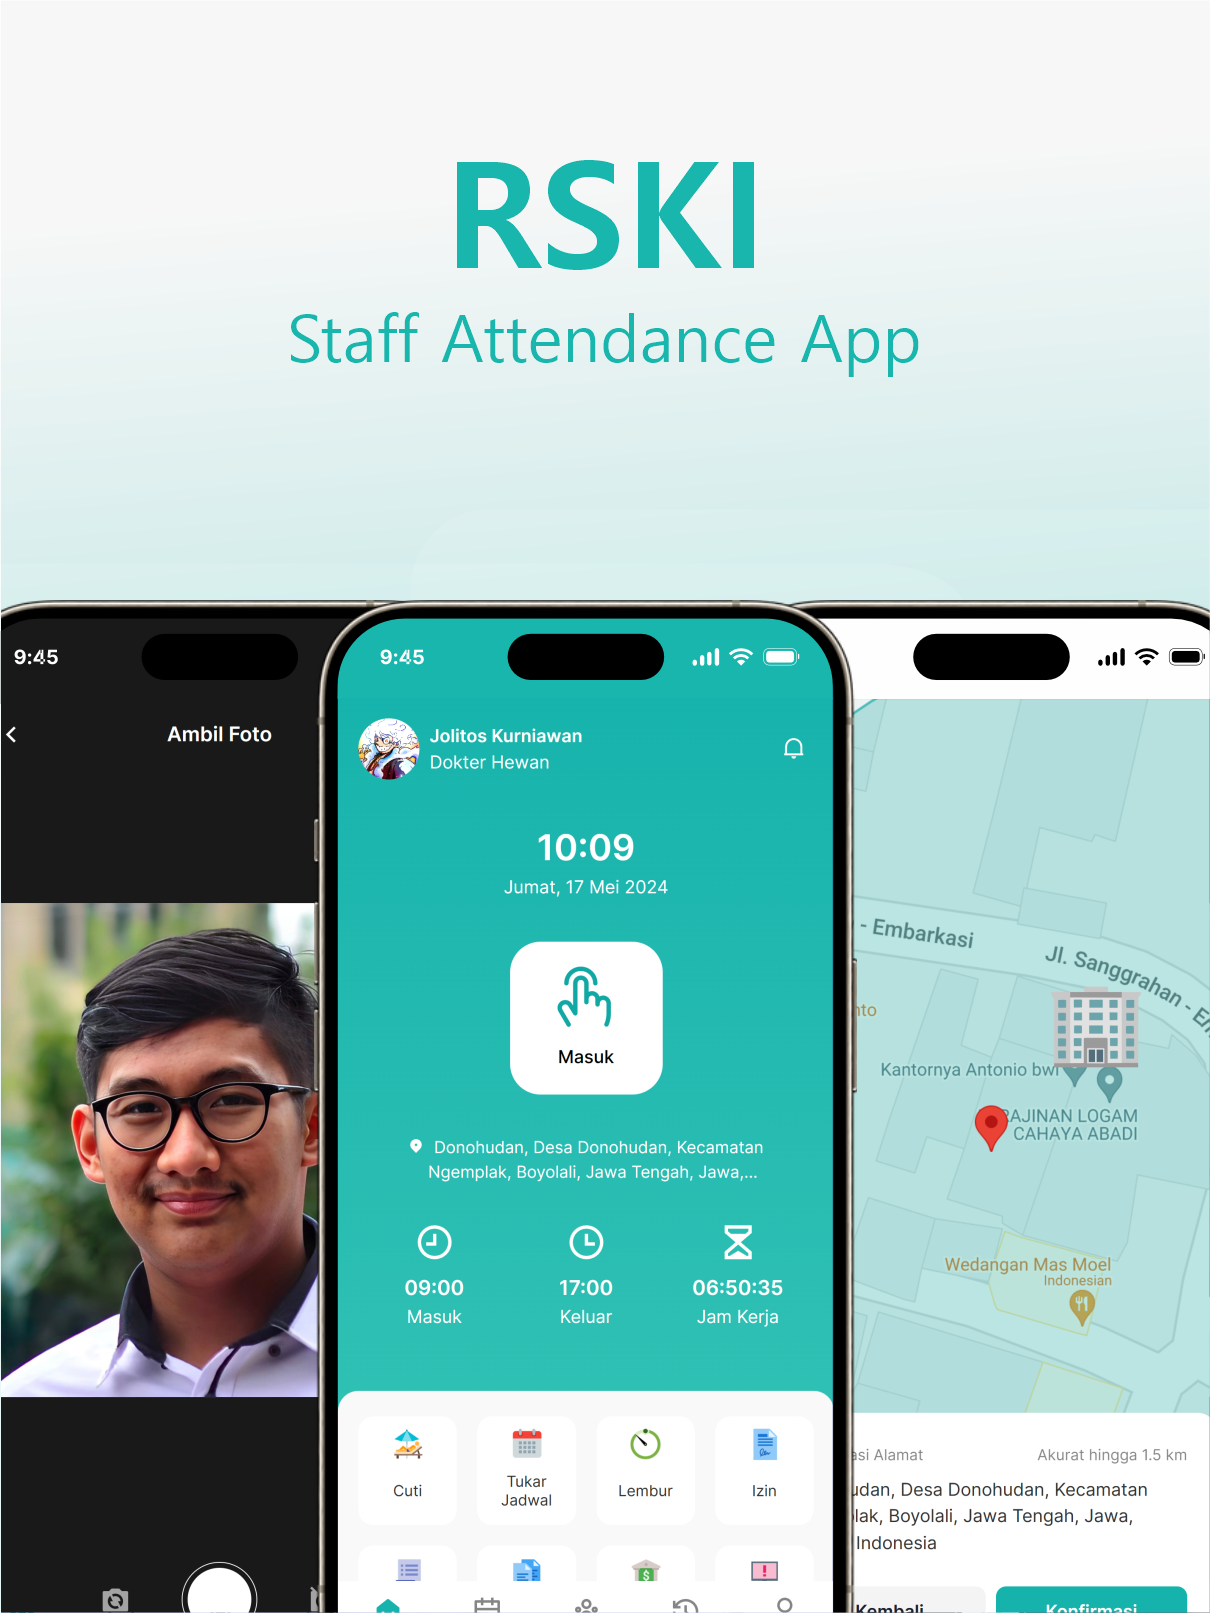 RSKI
Staff Attendance App
9:45
Ambil Foto
9:45
Jolitos Kurniawan
Dokter Hewan
10:09
Jumat, 17 Mei 2024
Masuk
Donohudan, Desa Donohudan, Kecamatan
Ngemplak, Boyolali, Jawa Tengah, Jawa,...
09:00
Masuk
17:00
Keluar
06:50:35
Jam Kerja
Cuti
Tukar
Jadwal
Lembur
Izin
- Embarkasi
Jl. Sanggrahan -
Kantornya Antonio bwi
RAJINAN LOGAM
CAHAYA ABADI
Wedangan Mas Moel
Indonesian
Alamat
Akurat hingga 1.5 km
udan, Desa Donohudan, Kecamatan
lak, Boyolali, Jawa Tengah, Jawa,
Indonesia
Kembali
Konfirmasi